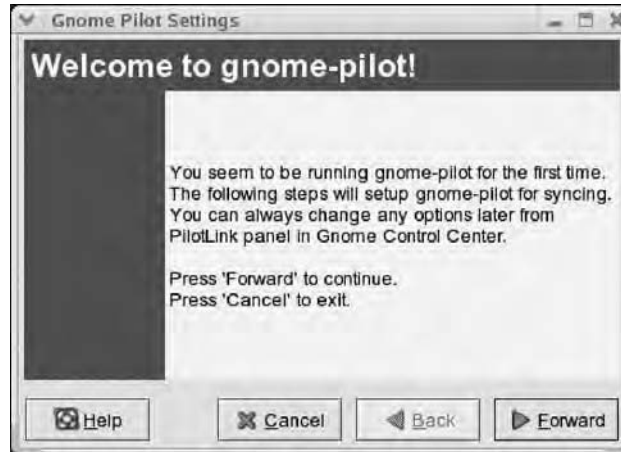 Gnome Pilot Settings
Welcome to gnome-pilot!
You seem to be running gnome-pilot for the first time.
The following steps will setup gnome-pilot for syncing.
You can always change any options later from
PilotLink panel in Gnome Control Center.
Press 'Forward' to continue.
Press 'Cancel' to exit.
Help
Cancel
Back
Forward